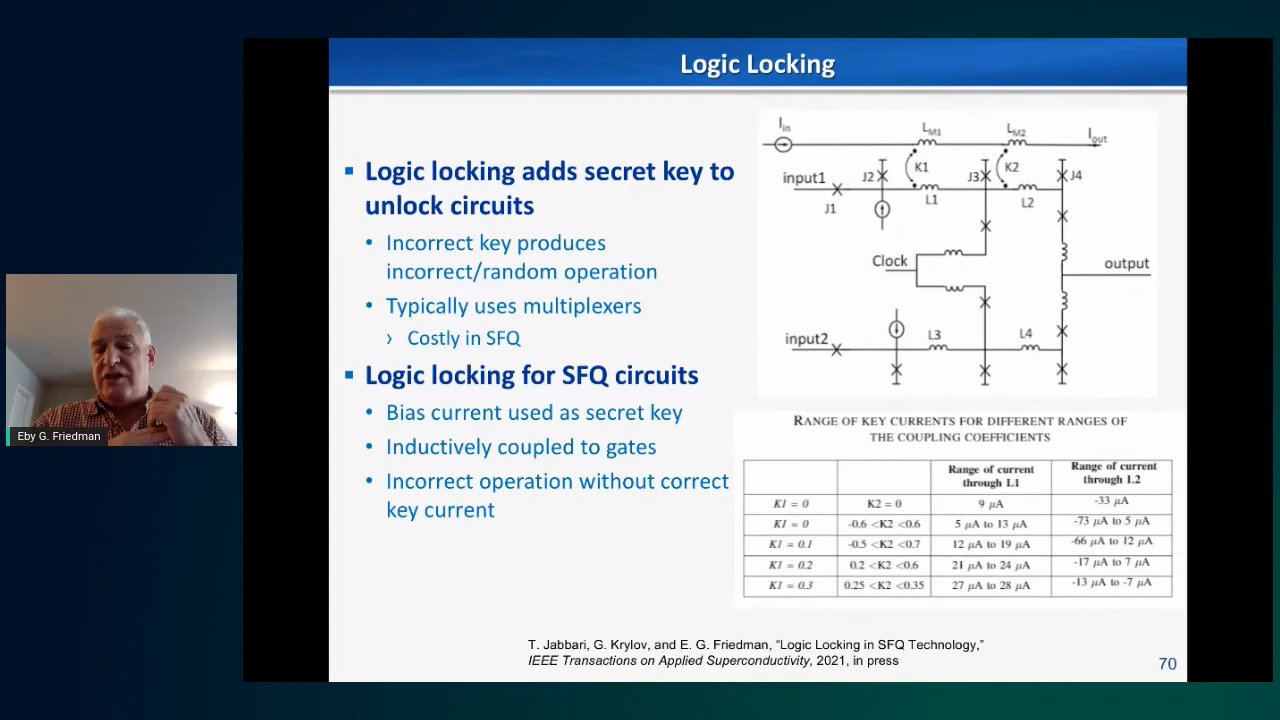 Logic Locking
▪ Logic locking adds secret key to
unlock circuits
• Incorrect key produces
incorrect/random operation
• Typically uses multiplexers
› Costly in SFQ
▪ Logic locking for SFQ circuits
• Bias current used as secret key
• Inductively coupled to gates
• Incorrect operation without correct
key current
Iin LM1 LM2 Iout
input1 J2 K1 J3 K2 J4
J1 L1 L2
Clock output
input2 L3 L4
RANGE OF KEY CURRENTS FOR DIFFERENT RANGES OF
THE COUPLING COEFFICIENTS
Range of current through L1 Range of current through L2
K1 = 0 K2 = 0 9 μA -33 μA
K1 = 0 -0.6 <K2 <0.6 5 μA to 13 μA -73 μA to 5 μA
K1 = 0.1 -0.5 <K2 <0.7 12 μA to 19 μA -66 μA to 12 μA
K1 = 0.2 0.2 <K2 <0.6 21 μA to 24 μA -17 μA to 7 μA
K1 = 0.3 0.25 <K2 <0.35 27 μA to 28 μA -13 μA to -7 μA
T. Jabbari, G. Krylov, and E. G. Friedman, “Logic Locking in SFQ Technology,”
IEEE Transactions on Applied Superconductivity, 2021, in press
70
Eby G. Friedman